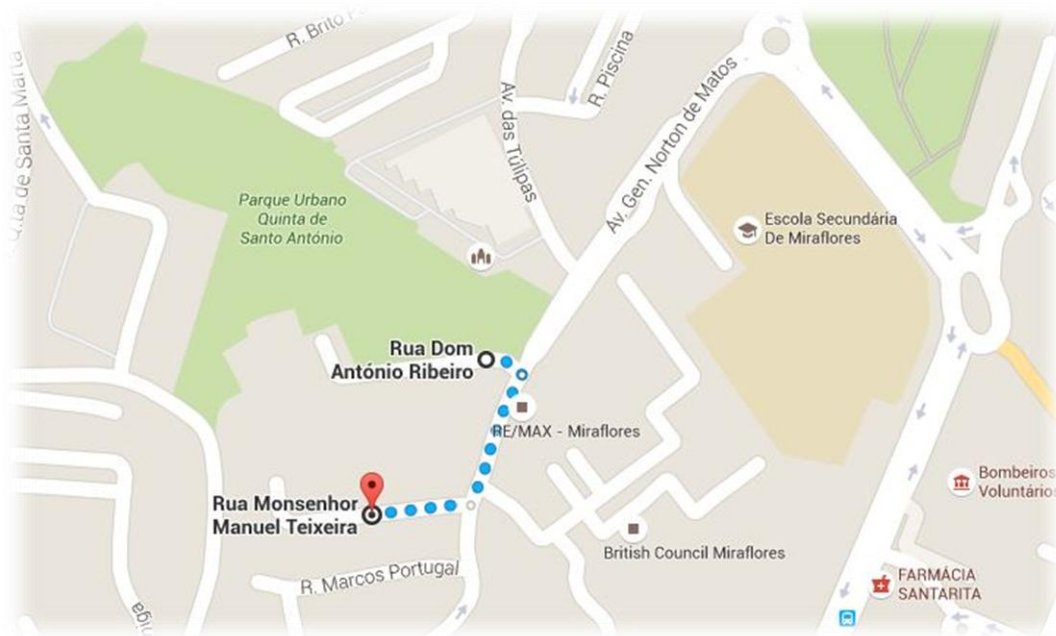 R. Brito
Av. das Túlipas
R. Piscina
Av. Gen. Norton de Matos
Q.ta de Santa Marta
Parque Urbano
Quinta de
Santo António
Escola Secundária
De Miraflores
Rua Dom
António Ribeiro
RE/MAX - Miraflores
Rua Monsenhor
Manuel Teixeira
British Council Miraflores
Bombeiros
Voluntários
R. Marcos Portugal
FARMÁCIA
SANTARITA